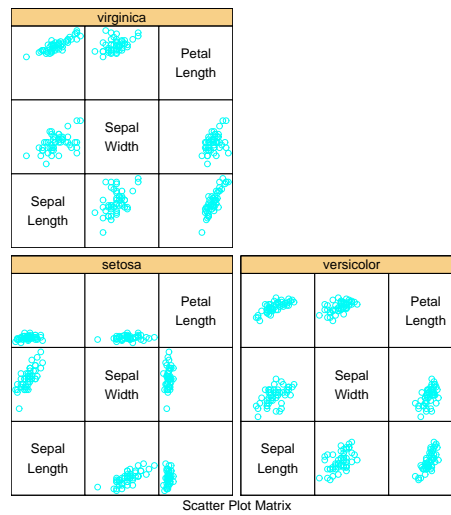 virginica
Petal
Length
Sepal
Width
Sepal
Length
setosa
Petal
Length
Sepal
Width
Sepal
Length
versicolor
Petal
Length
Sepal
Width
Sepal
Length
Scatter Plot Matrix